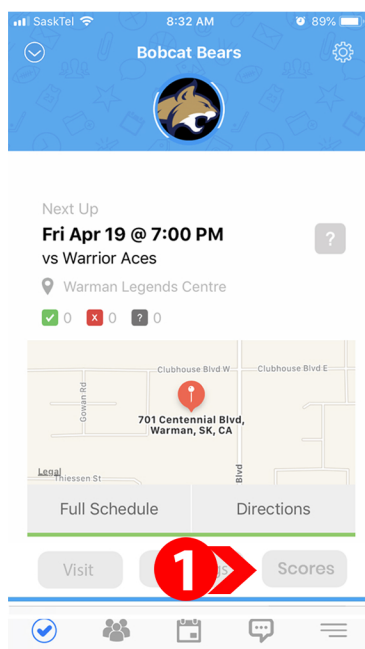 SaskTel 8:32 AM 89%
Bobcat Bears
Next Up
Fri Apr 19 @ 7:00 PM
?
vs Warrior Aces
Warman Legends Centre
0 x 0 ? 0
Clubhouse Blvd W Clubhouse Blvd E
Gowan Rd
701 Centennial Blvd,
Warman, SK, CA
Legal
Thiessen St
Blvd
Full Schedule Directions
Visit 1 Scores